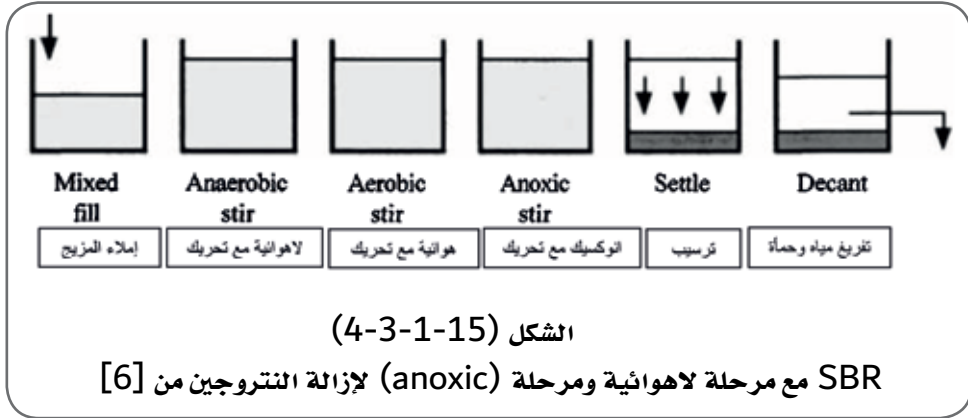 Mixed fill
Anaerobic stir
Aerobic stir
Anoxic stir
Settle
Decant
إملاء المزيج
لاهوائية مع تحريك
هوائية مع تحريك
انوكسيك مع تحريك
ترسيب
تفريغ مياه وحمأة
الشكل (15-1-3-4)
SBR مع مرحلة لاهوائية ومرحلة (anoxic) لإزالة النتروجين من [6]